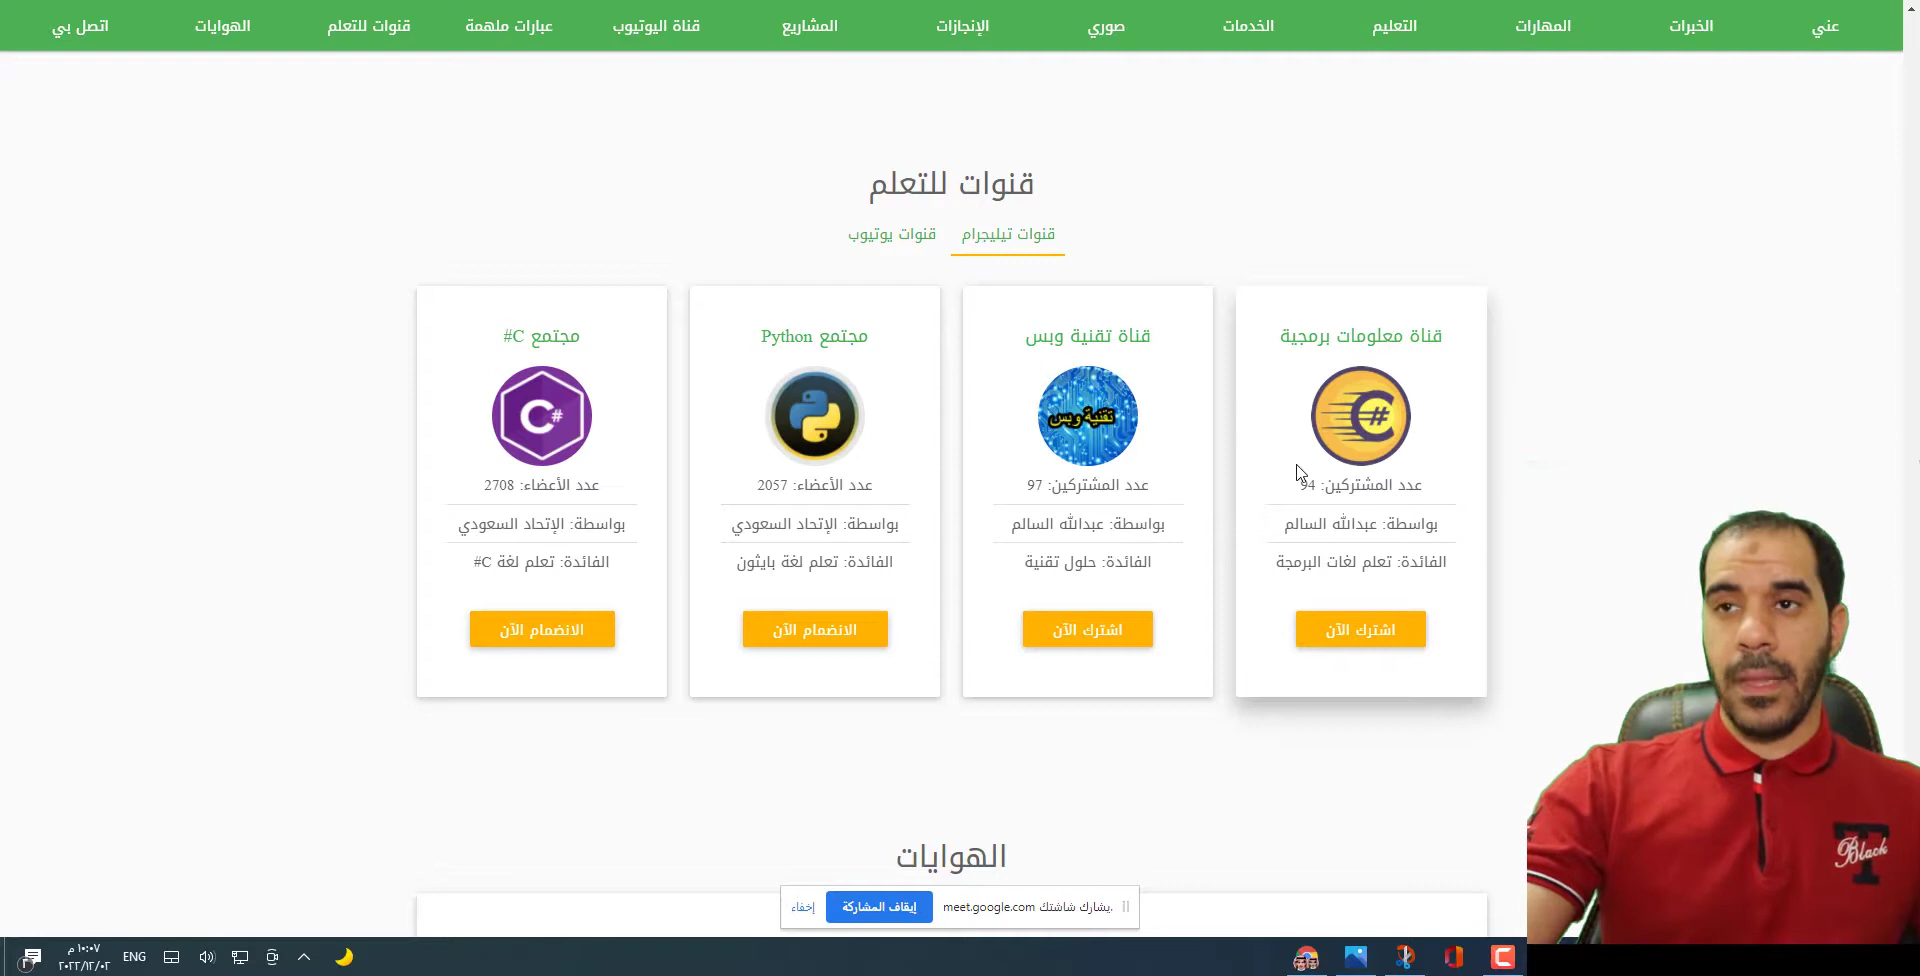 عني الخبرات المهارات التعليم الخدمات صوري الإنجازات المشاريع قناة اليوتيوب عبارات ملهمة قنوات للتعلم الهوايات اتصل بي
قنوات للتعلم
قنوات تيليجرام قنوات يوتيوب
قناة معلومات برمجية
C#
عدد المشتركين: 94
بواسطة: عبدالله السالم
الفائدة: تعلم لغات البرمجة
اشترك الآن
قناة تقنية وبس
تقنية وبس
عدد المشتركين: 97
بواسطة: عبدالله السالم
الفائدة: حلول تقنية
اشترك الآن
مجتمع Python
عدد الأعضاء: 2057
بواسطة: الإتحاد السعودي
الفائدة: تعلم لغة بايثون
الانضمام الآن
مجتمع C#
C#
عدد الأعضاء: 2708
بواسطة: الإتحاد السعودي
الفائدة: تعلم لغة C#
الانضمام الآن
الهوايات
يشارك شاشتك meet.google.com.
إيقاف المشاركة
إخفاء
Black
ENG
١٠:٠٧ م
٢٠٢٢/١٢/٠٢